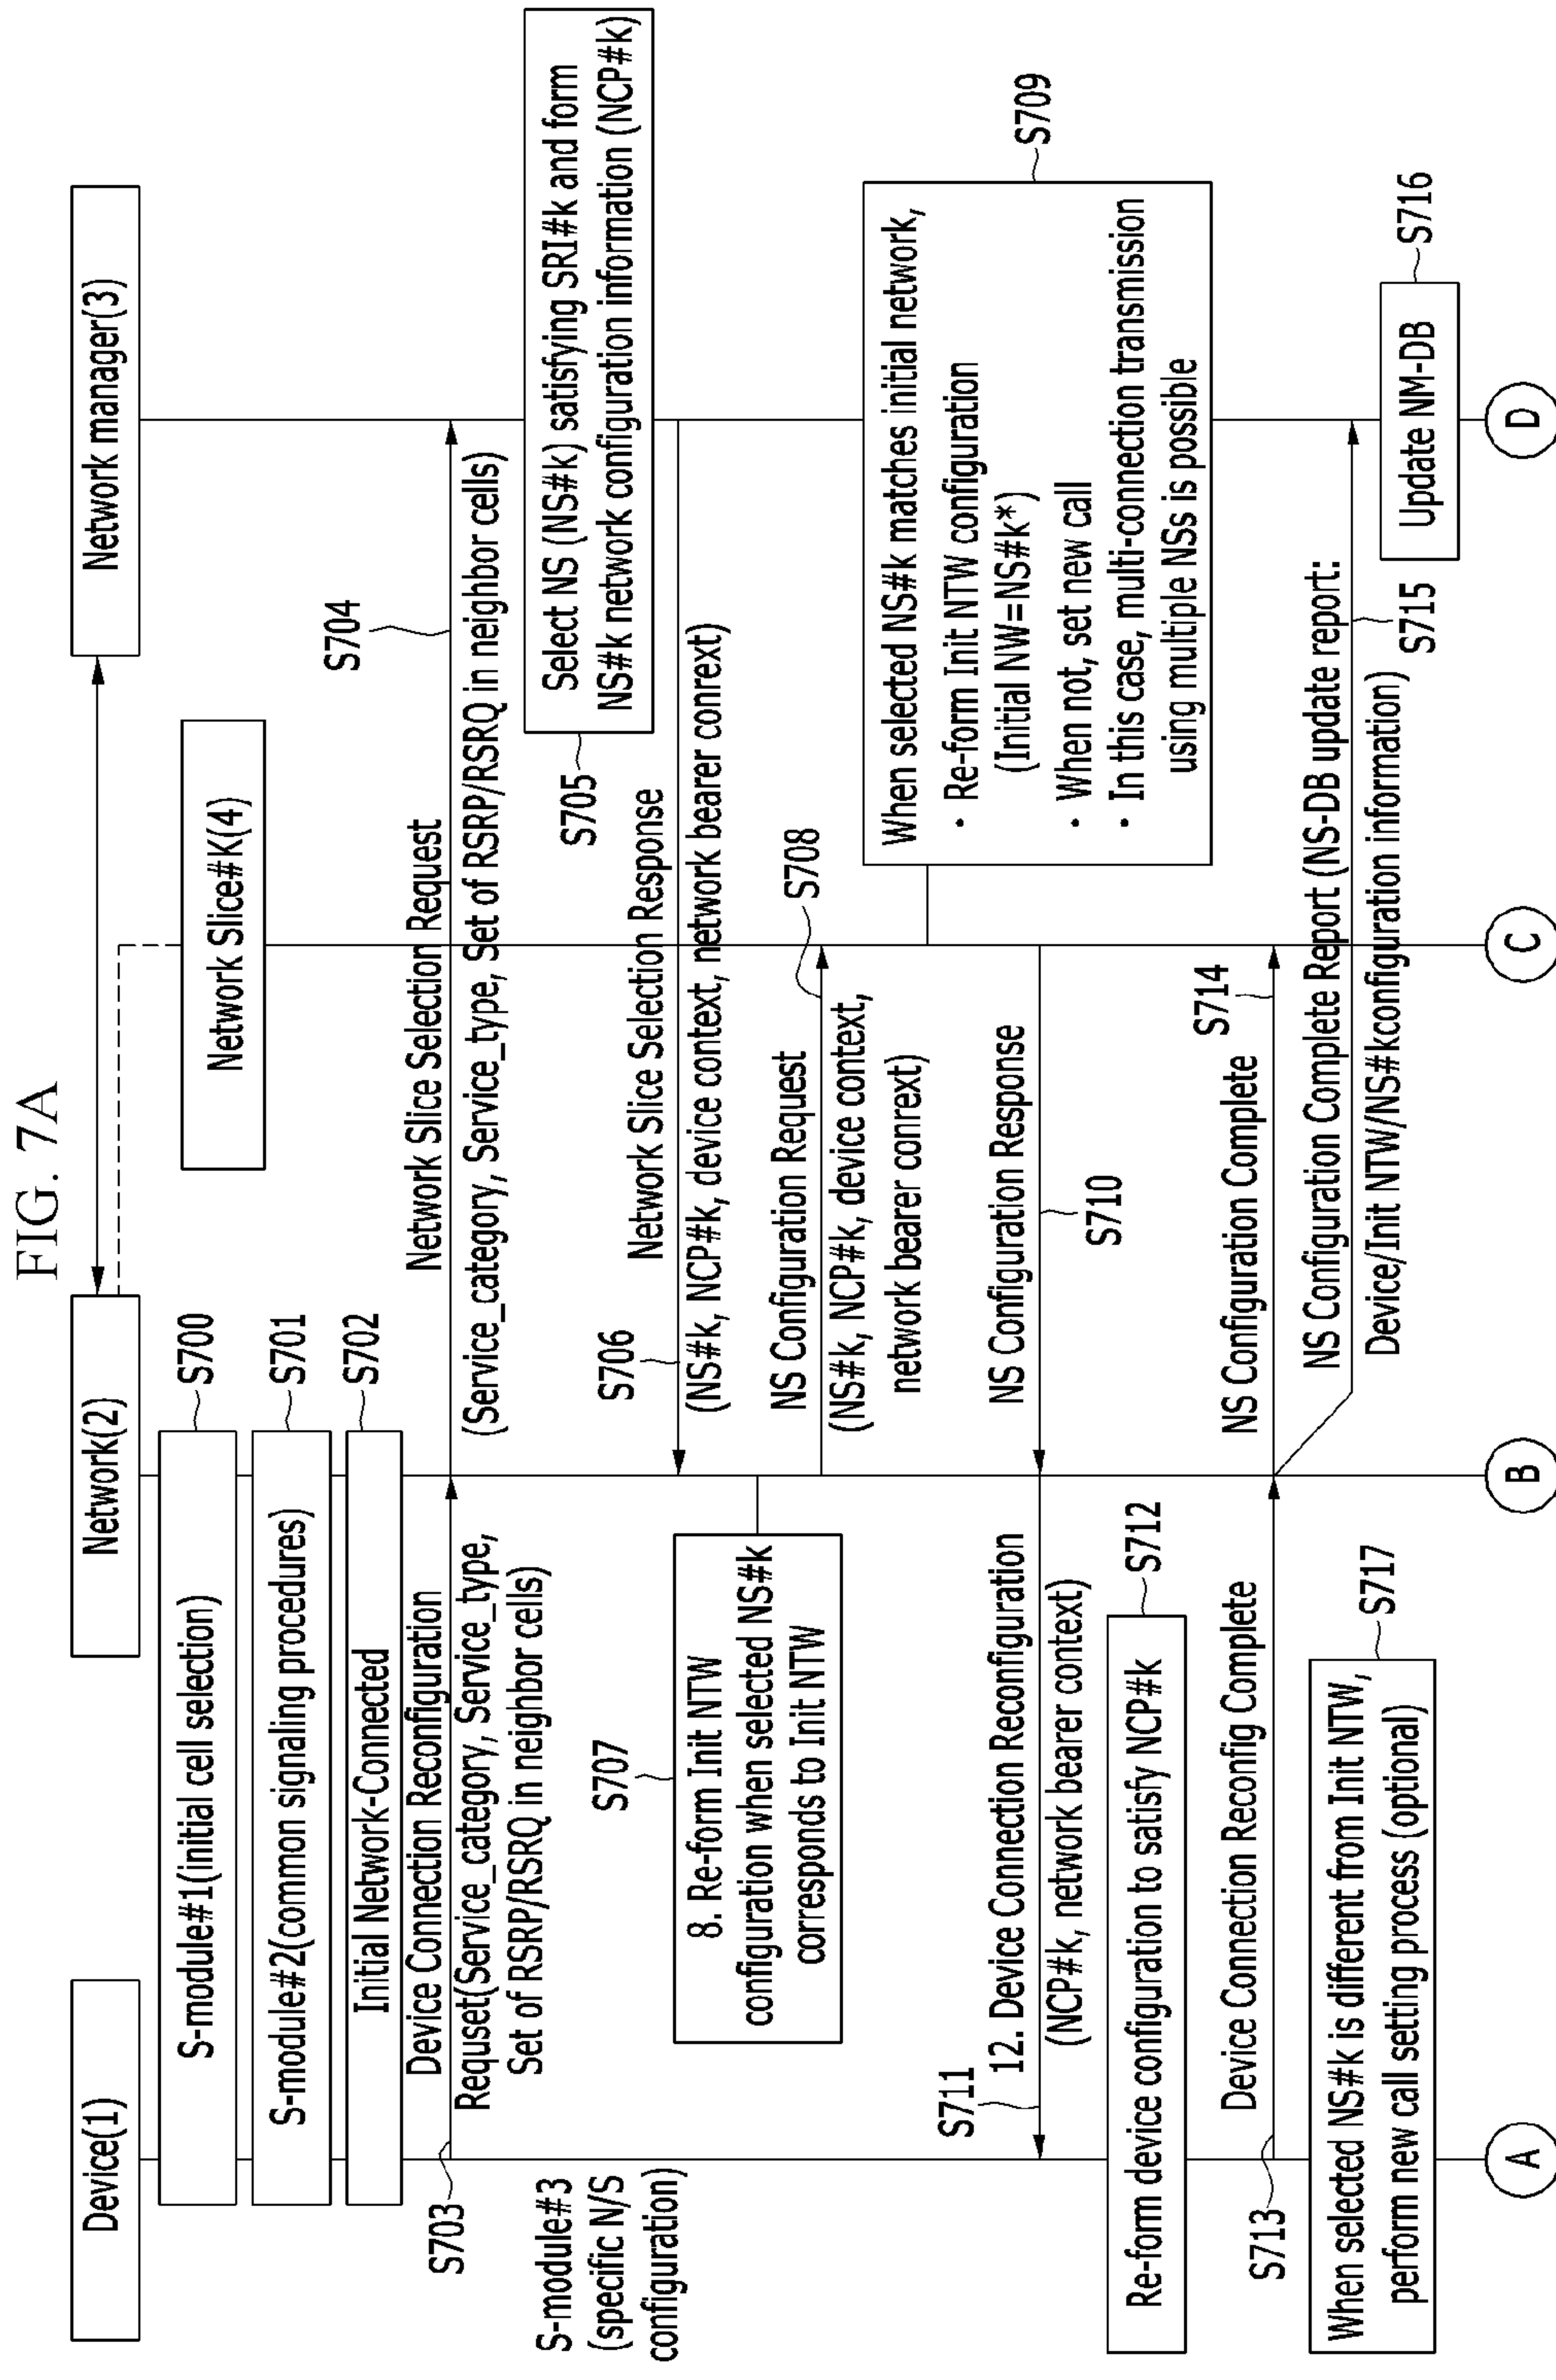 FIG. 7A
Device(1)
Network(2)
Network Slice#K(4)
Network manager(3)
S-module#1(initial cell selection)
S700
S-module#2(common signaling procedures)
S701
Initial Network-Connected
S702
S703
Device Connection Reconfiguration
Requset(Service_category, Service_type,
Set of RSRP/RSRQ in neighbor cells)
S704
Network Slice Selection Request
(Service_category, Service_type, Set of RSRP/RSRQ in neighbor cells)
S-module#3
(specific N/S
configuration)
Select NS (NS#k) satisfying SRI#k and form
NS#k network configuration information (NCP#k)
S705
S706
Network Slice Selection Response
(NS#k, NCP#k, device context, network bearer conrext)
S707
8. Re-form Init NTW
configuration when selected NS#k
corresponds to Init NTW
S708
NS Configuration Request
(NS#k, NCP#k, device context,
network bearer conrext)
S709
When selected NS#k matches initial network,
• Re-form Init NTW configuration
(Initial NW=NS#k*)
• When not, set new call
• In this case, multi-connection transmission
using multiple NSs is possible
NS Configuration Response
S710
S711
12. Device Connection Reconfiguration
(NCP#k, network bearer context)
Re-form device configuration to satisfy NCP#k
S712
S713
Device Connection Reconfig Complete
NS Configuration Complete
S714
NS Configuration Complete Report (NS-DB update report:
Device/Init NTW/NS#kconfiguration information)
S715
Update NM-DB
S716
When selected NS#k is different from Init NTW,
perform new call setting process (optional)
S717
A
B
C
D